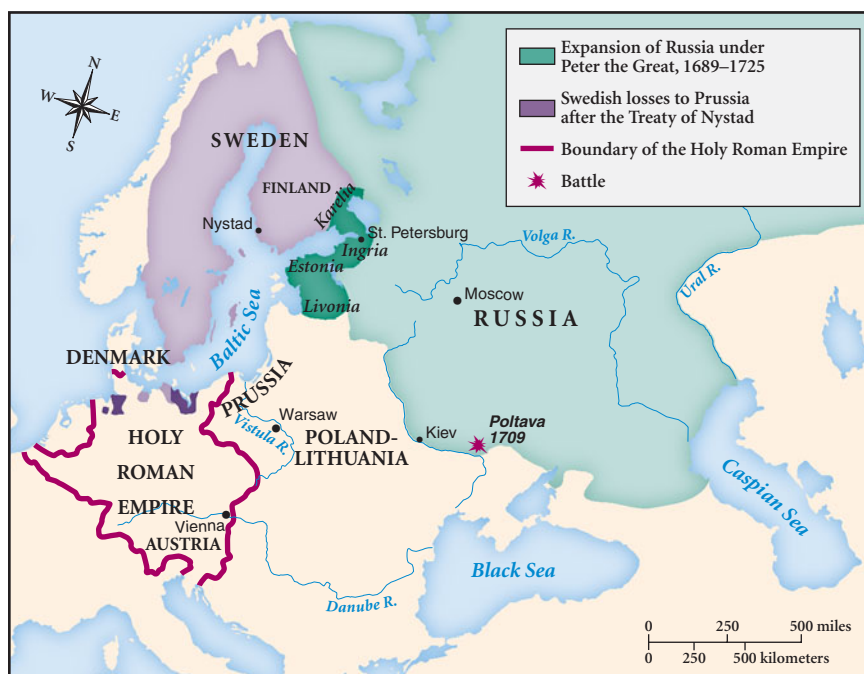 N
W
E
S
Expansion of Russia under
Peter the Great, 1689–1725
Swedish losses to Prussia
after the Treaty of Nystad
Boundary of the Holy Roman Empire
Battle
SWEDEN
FINLAND
Karelia
Nystad
St. Petersburg
Ingria
Estonia
Livonia
Volga R.
Ural R.
Moscow
RUSSIA
Baltic Sea
DENMARK
PRUSSIA
Warsaw
Vistula R.
POLAND-
LITHUANIA
Kiev
Poltava
1709
HOLY
ROMAN
EMPIRE
Vienna
AUSTRIA
Caspian Sea
Black Sea
Danube R.
0 250 500 miles
0 250 500 kilometers